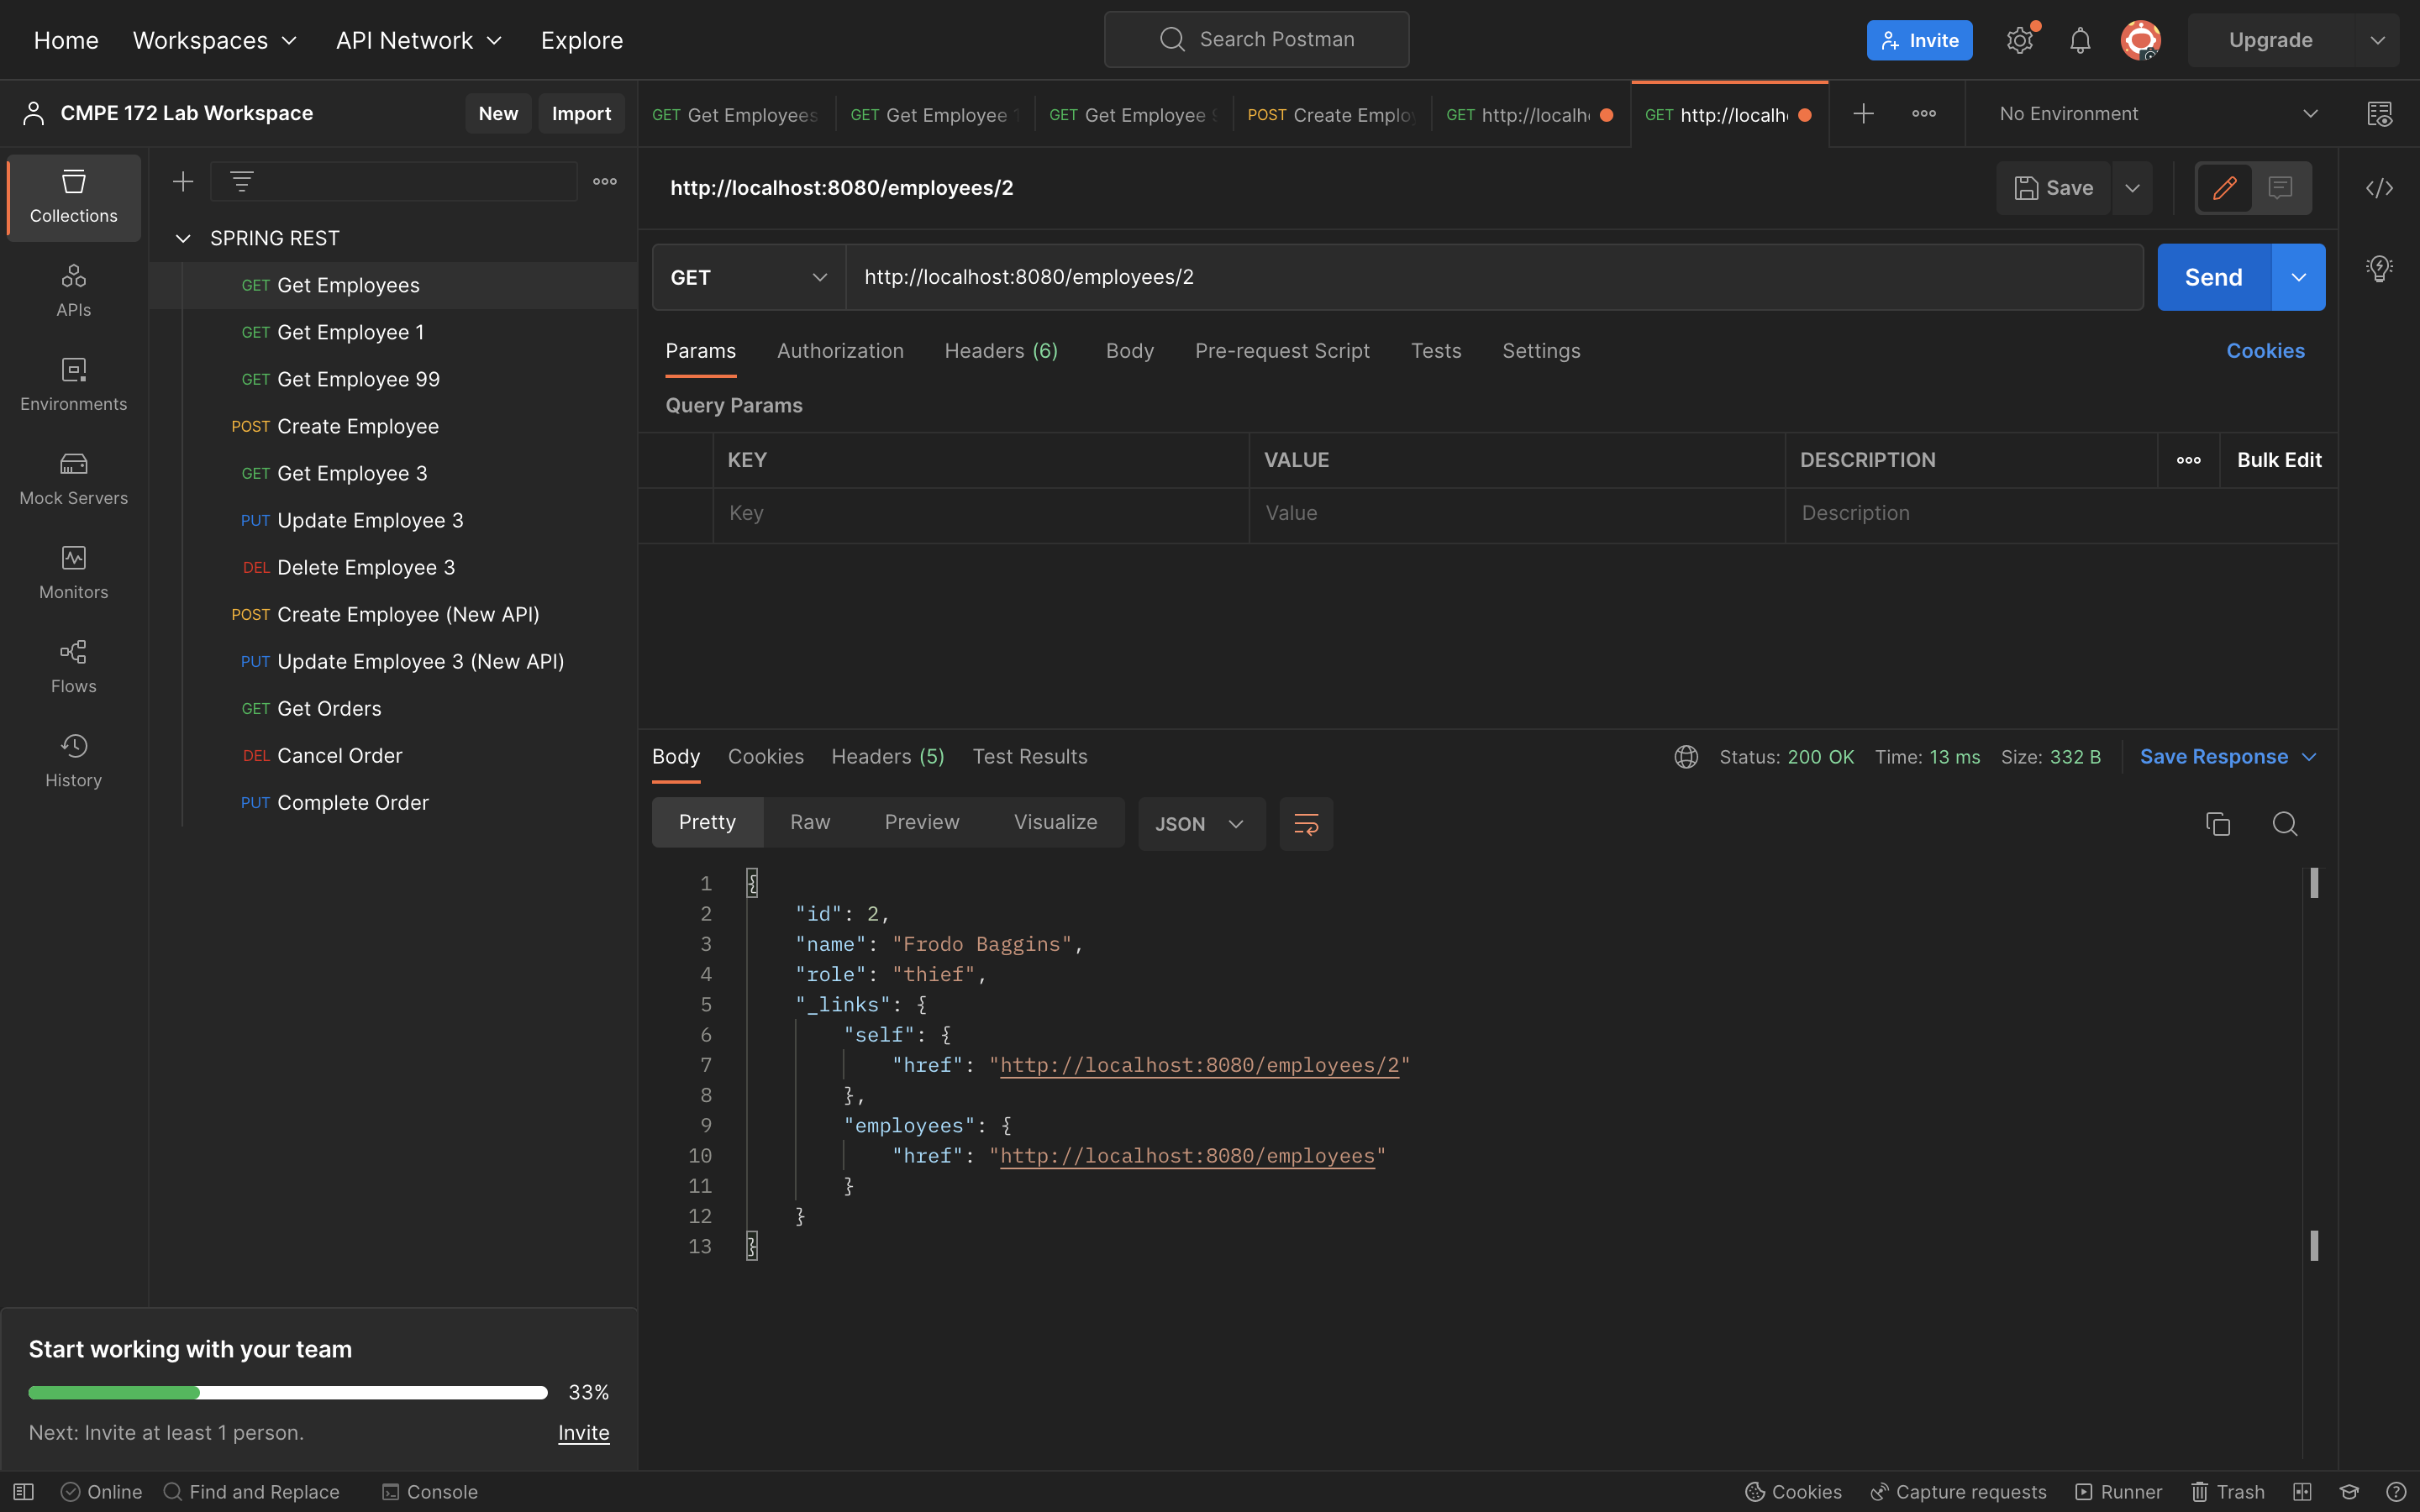 Home Workspaces API Network Explore
Search Postman
Invite
Upgrade
CMPE 172 Lab Workspace
New Import
GET Get Employees
GET Get Employee 1
GET Get Employee 9
POST Create Emplo
GET http://localh
GET http://localh
No Environment
Collections
APIs
Environments
Mock Servers
Monitors
Flows
History
SPRING REST
GET Get Employees
GET Get Employee 1
GET Get Employee 99
POST Create Employee
GET Get Employee 3
PUT Update Employee 3
DEL Delete Employee 3
POST Create Employee (New API)
PUT Update Employee 3 (New API)
GET Get Orders
DEL Cancel Order
PUT Complete Order
Start working with your team
33%
Next: Invite at least 1 person. Invite
http://localhost:8080/employees/2
Save
GET http://localhost:8080/employees/2
Send
Params Authorization Headers (6) Body Pre-request Script Tests Settings Cookies
Query Params
KEY VALUE DESCRIPTION Bulk Edit
Key Value Description
Body Cookies Headers (5) Test Results
Status: 200 OK Time: 13 ms Size: 332 B Save Response
Pretty Raw Preview Visualize JSON
1 {
2 "id": 2,
3 "name": "Frodo Baggins",
4 "role": "thief",
5 "_links": {
6 "self": {
7 "href": "http://localhost:8080/employees/2"
8 },
9 "employees": {
10 "href": "http://localhost:8080/employees"
11 }
12 }
13 }
Online Find and Replace Console
Cookies Capture requests Runner Trash